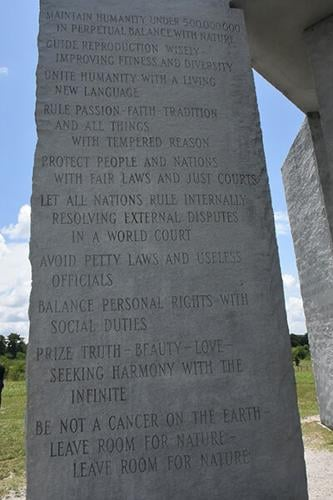 MAINTAIN HUMANITY UNDER 500,000,000
IN PERPETUAL BALANCE WITH NATURE
GUIDE REPRODUCTION WISELY-
IMPROVING FITNESS AND DIVERSITY
UNITE HUMANITY WITH A LIVING
NEW LANGUAGE
RULE PASSION-FAITH-TRADITION
AND ALL THINGS
WITH TEMPERED REASON
PROTECT PEOPLE AND NATIONS
WITH FAIR LAWS AND JUST COURTS
LET ALL NATIONS RULE INTERNALLY
RESOLVING EXTERNAL DISPUTES
IN A WORLD COURT
AVOID PETTY LAWS AND USELESS
OFFICIALS
BALANCE PERSONAL RIGHTS WITH
SOCIAL DUTIES
PRIZE TRUTH-BEAUTY-LOVE-
SEEKING HARMONY WITH THE
INFINITE
BE NOT A CANCER ON THE EARTH-
LEAVE ROOM FOR NATURE-
LEAVE ROOM FOR NATURE